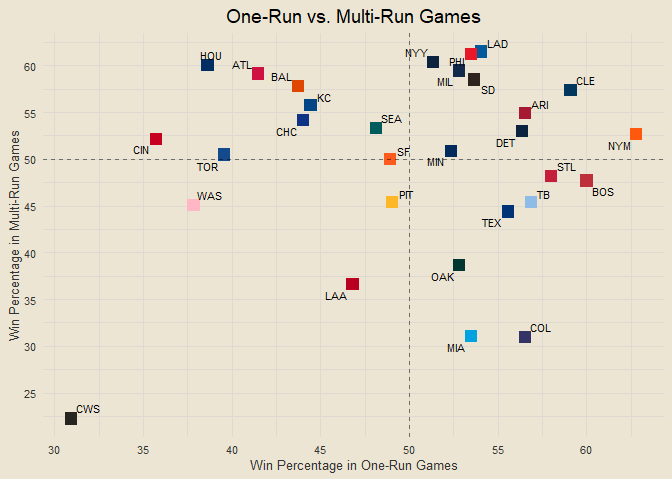 One-Run vs. Multi-Run Games
Win Percentage in Multi-Run Games
60
55
50
45
40
35
30
25
HOU
ATL
BAL
KC
CHC
CIN
TOR
WAS
SEA
SF
PIT
LAA
CWS
NYY
LAD
PHI
MIL
SD
CLE
ARI
DET
NYM
MIN
STL
BOS
TB
TEX
OAK
MIA
COL
30
35
40
45
50
55
60
Win Percentage in One-Run Games